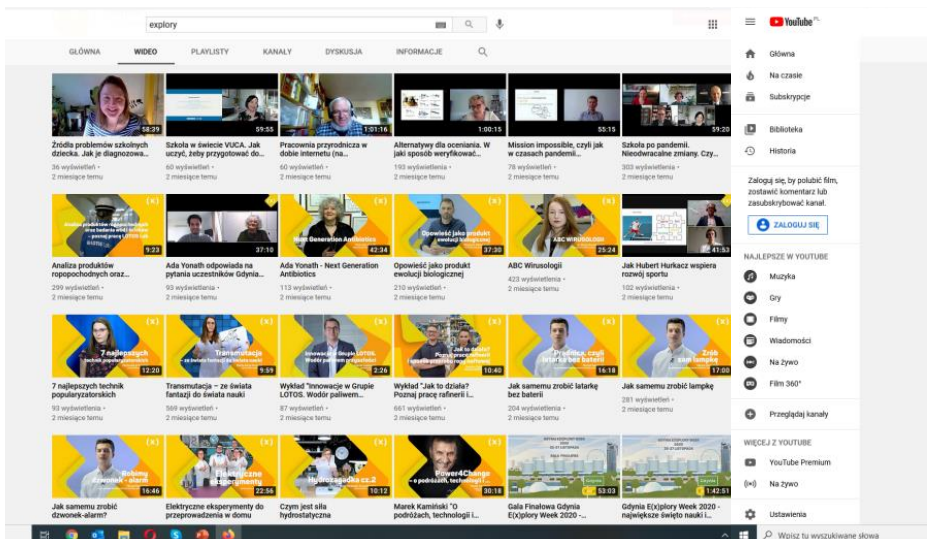 explory
GŁÓWNA WIDEO PLAYLISTY KANAŁY DYSKUSJA INFORMACJE
58:39 59:55 1:01:16 1:00:15 55:15 59:20
Źródła problemów szkolnych dziecka. Jak je diagnozowa...
36 wyświetleń •
2 miesiące temu
Szkoła w świecie VUCA. Jak uczyć, żeby przygotować do...
60 wyświetleń •
2 miesiące temu
Pracownia przyrodnicza w dobie internetu (na...
60 wyświetleń •
2 miesiące temu
Alternatywy dla oceniania. W jaki sposób weryfikować...
193 wyświetlenia •
2 miesiące temu
Mission impossible, czyli jak w czasach pandemii...
78 wyświetleń •
2 miesiące temu
Szkoła po pandemii. Nieodwracalne zmiany. Czy...
303 wyświetlenia •
2 miesiące temu
9:23 37:10
Next Generation Antibiotics
42:34
Opowieść jako produkt
ewolucji biologicznej
37:30
ABC WIRUSOLOGII
25:24 41:53
Analiza produktów ropopochodnych oraz...
299 wyświetleń •
2 miesiące temu
Ada Yonath odpowiada na pytania uczestników Gdynia...
93 wyświetlenia •
2 miesiące temu
Ada Yonath - Next Generation Antibiotics
113 wyświetleń •
2 miesiące temu
Opowieść jako produkt ewolucji biologicznej
210 wyświetleń •
2 miesiące temu
ABC Wirusologii
423 wyświetlenia •
2 miesiące temu
Jak Hubert Hurkacz wspiera rozwój sportu
102 wyświetlenia •
2 miesiące temu
7 najlepszych
technik popularyzatorskich
12:20
Transmutacja
– ze świata fantazji do świata nauki
9:59
2:26
Jak to działa?
10:40
Prądnica, czyli
latarka bez baterii
16:18
Zrób
sam lampkę
17:00
7 najlepszych technik popularyzatorskich
93 wyświetlenia •
2 miesiące temu
Transmutacja – ze świata fantazji do świata nauki
569 wyświetleń •
2 miesiące temu
Wykład "Innowacje w Grupie LOTOS. Wodór paliwem...
87 wyświetleń •
2 miesiące temu
Wykład "Jak to działa? Poznaj pracę rafinerii i...
661 wyświetleń •
2 miesiące temu
Jak samemu zrobić latarkę bez baterii
204 wyświetlenia •
2 miesiące temu
Jak samemu zrobić lampkę
281 wyświetleń •
2 miesiące temu
Robimy
dzwonek - alarm
16:46
Elektryczne
eksperymenty
22:56
Hydrozagadka cz.2
10:12
Power4Change
– o podróżach, technologii i...
30:18
53:03 1:42:51
Jak samemu zrobić dzwonek-alarm?
Elektryczne eksperymenty do przeprowadzenia w domu
Czym jest siła hydrostatyczna
Marek Kamiński "O podróżach, technologii i...
Gala Finałowa Gdynia E(x)plory Week 2020 -...
Gdynia E(x)plory Week 2020 - największe święto nauki i...
YouTube PL
Główna
Na czasie
Subskrypcje
Biblioteka
Historia
Zaloguj się, by polubić film,
zostawić komentarz lub
zasubskrybować kanał.
ZALOGUJ SIĘ
NAJLEPSZE W YOUTUBE
Muzyka
Gry
Filmy
Wiadomości
Na żywo
Film 360°
Przeglądaj kanały
WIĘCEJ Z YOUTUBE
YouTube Premium
Na żywo
Ustawienia
Wpisz tu wyszukiwane słowa